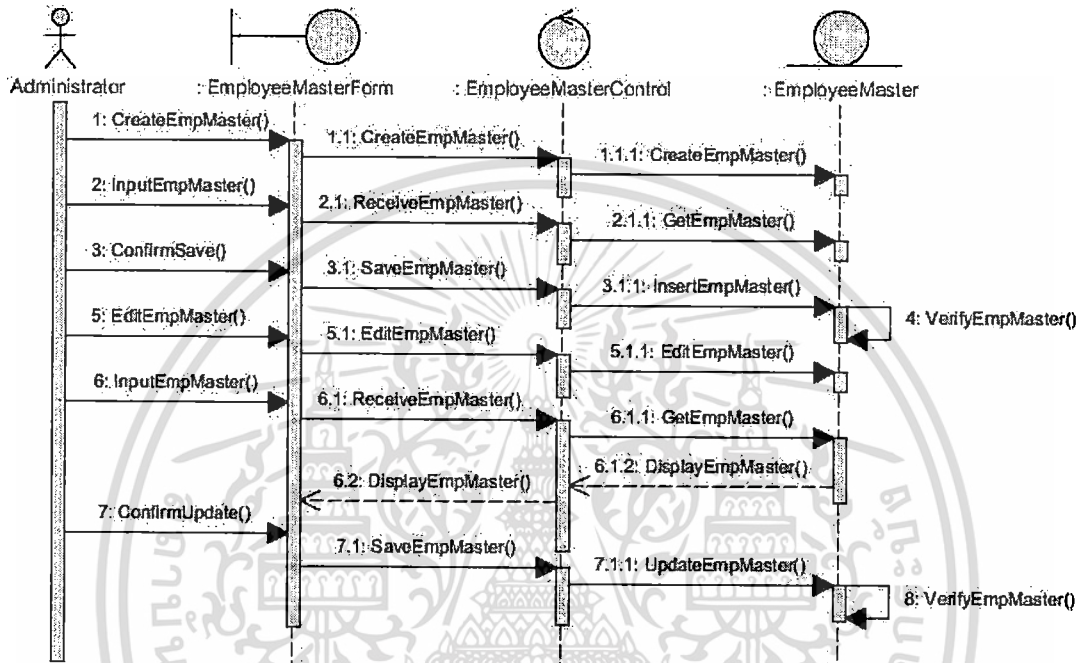 Administrator
: EmployeeMasterForm
: EmployeeMasterControl
: EmployeeMaster
1: CreateEmpMaster()
1.1: CreateEmpMaster()
1.1.1: CreateEmpMaster()
2: InputEmpMaster()
2.1: ReceiveEmpMaster()
2.1.1: GetEmpMaster()
3: ConfirmSave()
3.1: SaveEmpMaster()
3.1.1: InsertEmpMaster()
4: VerifyEmpMaster()
5: EditEmpMaster()
5.1: EditEmpMaster()
5.1.1: EditEmpMaster()
6: InputEmpMaster()
6.1: ReceiveEmpMaster()
6.1.1: GetEmpMaster()
6.1.2: DisplayEmpMaster()
6.2: DisplayEmpMaster()
7: ConfirmUpdate()
7.1: SaveEmpMaster()
7.1.1: UpdateEmpMaster()
8: VerifyEmpMaster()